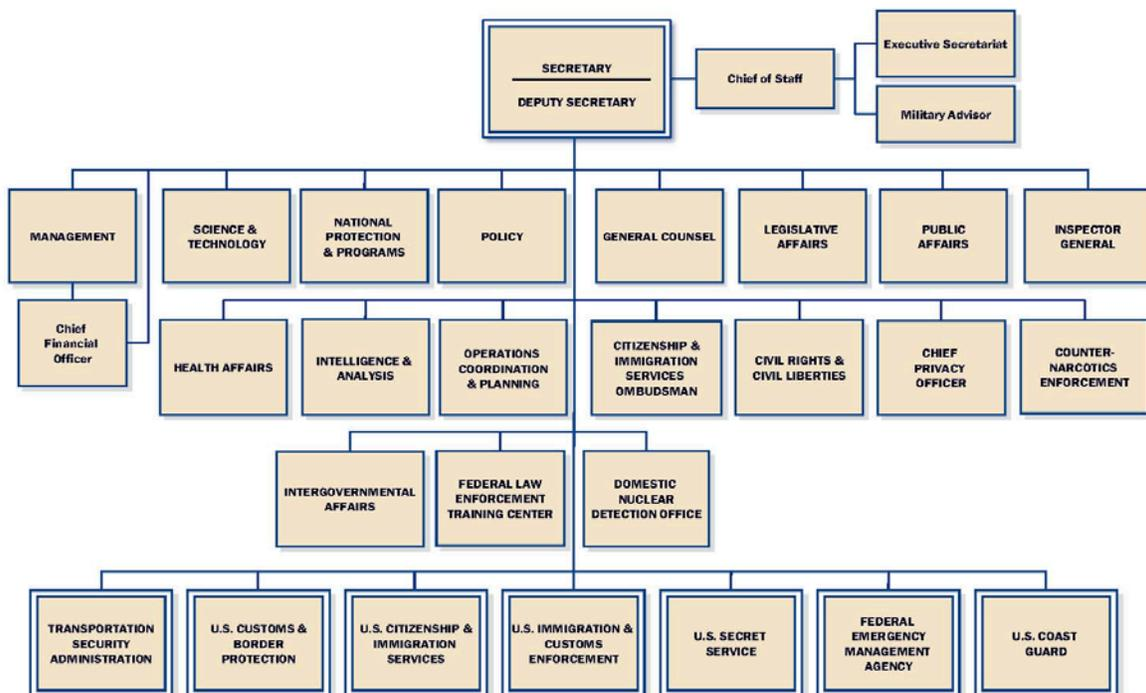 SECRETARY
DEPUTY SECRETARY
Chief of Staff
Executive Secretariat
Military Advisor
MANAGEMENT
SCIENCE &
TECHNOLOGY
NATIONAL
PROTECTION
& PROGRAMS
POLICY
GENERAL COUNSEL
LEGISLATIVE
AFFAIRS
PUBLIC
AFFAIRS
INSPECTOR
GENERAL
Chief
Financial
Officer
HEALTH AFFAIRS
INTELLIGENCE &
ANALYSIS
OPERATIONS
COORDINATION
& PLANNING
CITIZENSHIP &
IMMIGRATION
SERVICES
OMBUDSMAN
CIVIL RIGHTS &
CIVIL LIBERTIES
CHIEF
PRIVACY
OFFICER
COUNTER-
NARCOTICS
ENFORCEMENT
INTERGOVERNMENTAL
AFFAIRS
FEDERAL LAW
ENFORCEMENT
TRAINING CENTER
DOMESTIC
NUCLEAR
DETECTION OFFICE
TRANSPORTATION
SECURITY
ADMINISTRATION
U.S. CUSTOMS &
BORDER
PROTECTION
U.S. CITIZENSHIP &
IMMIGRATION
SERVICES
U.S. IMMIGRATION &
CUSTOMS
ENFORCEMENT
U.S. SECRET
SERVICE
FEDERAL
EMERGENCY
MANAGEMENT
AGENCY
U.S. COAST
GUARD